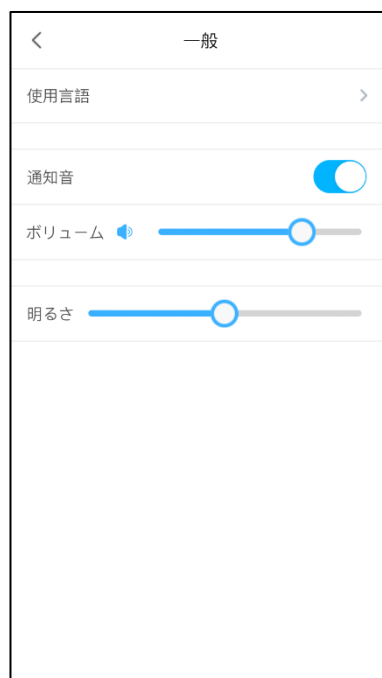 一般
使用言語
通知音
ボリューム
明るさ